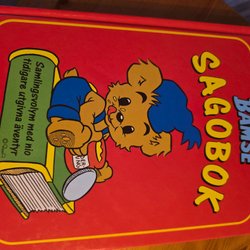 BAMSE
SAGOBOK
Samlingsvolym med nio
tidigare utgivna äventyr